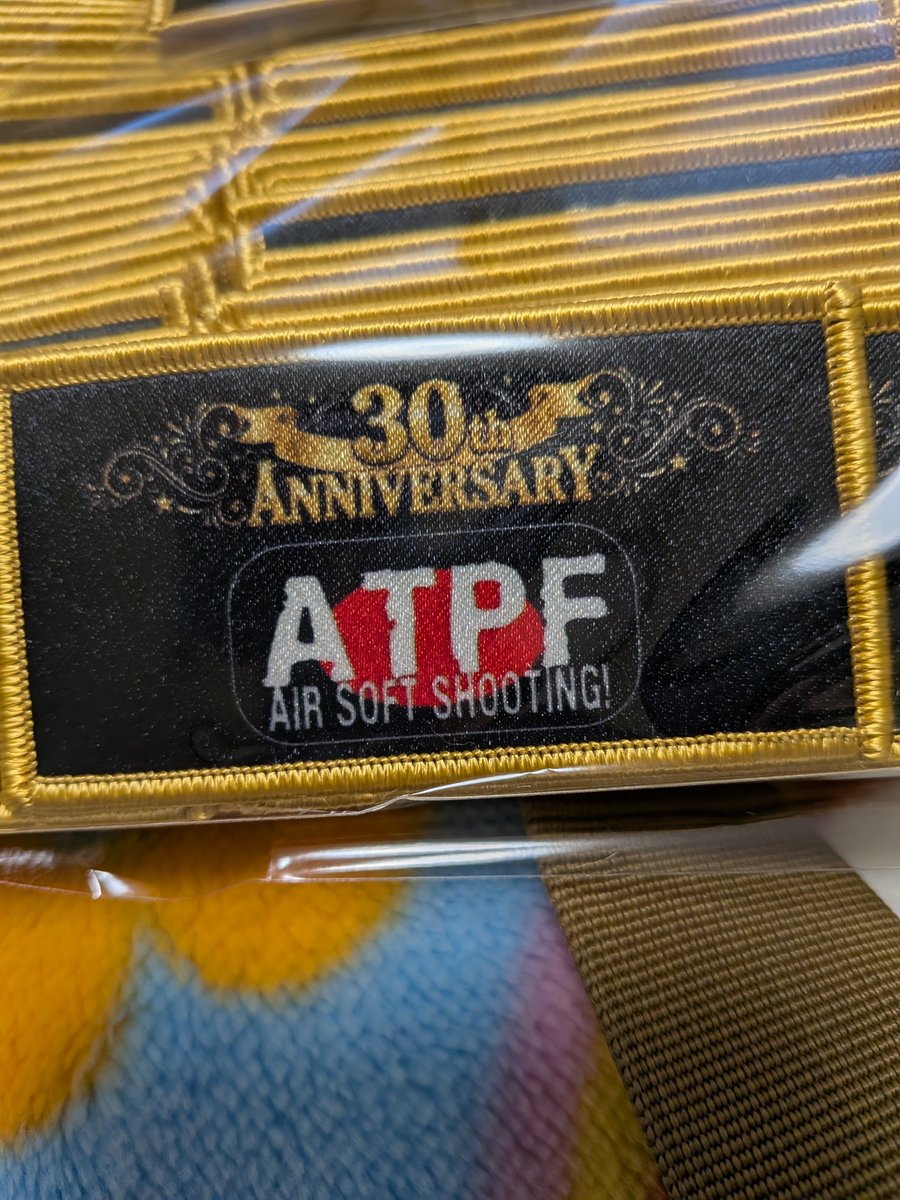 30th
ANNIVERSARY
ATPF
AIR SOFT SHOOTING!